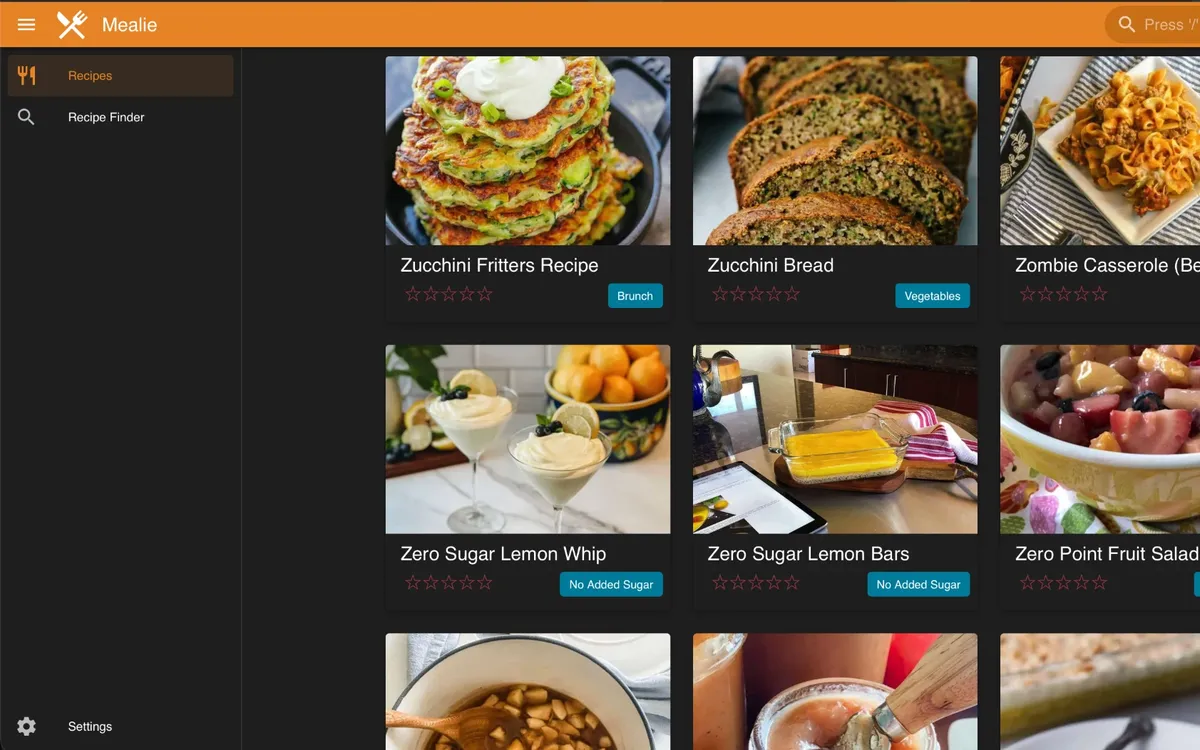 Mealie
Press '/'
Recipes
Recipe Finder
Zucchini Fritters Recipe
Brunch
Zucchini Bread
Vegetables
Zombie Casserole (Be
Zero Sugar Lemon Whip
No Added Sugar
Zero Sugar Lemon Bars
No Added Sugar
Zero Point Fruit Salad
Settings